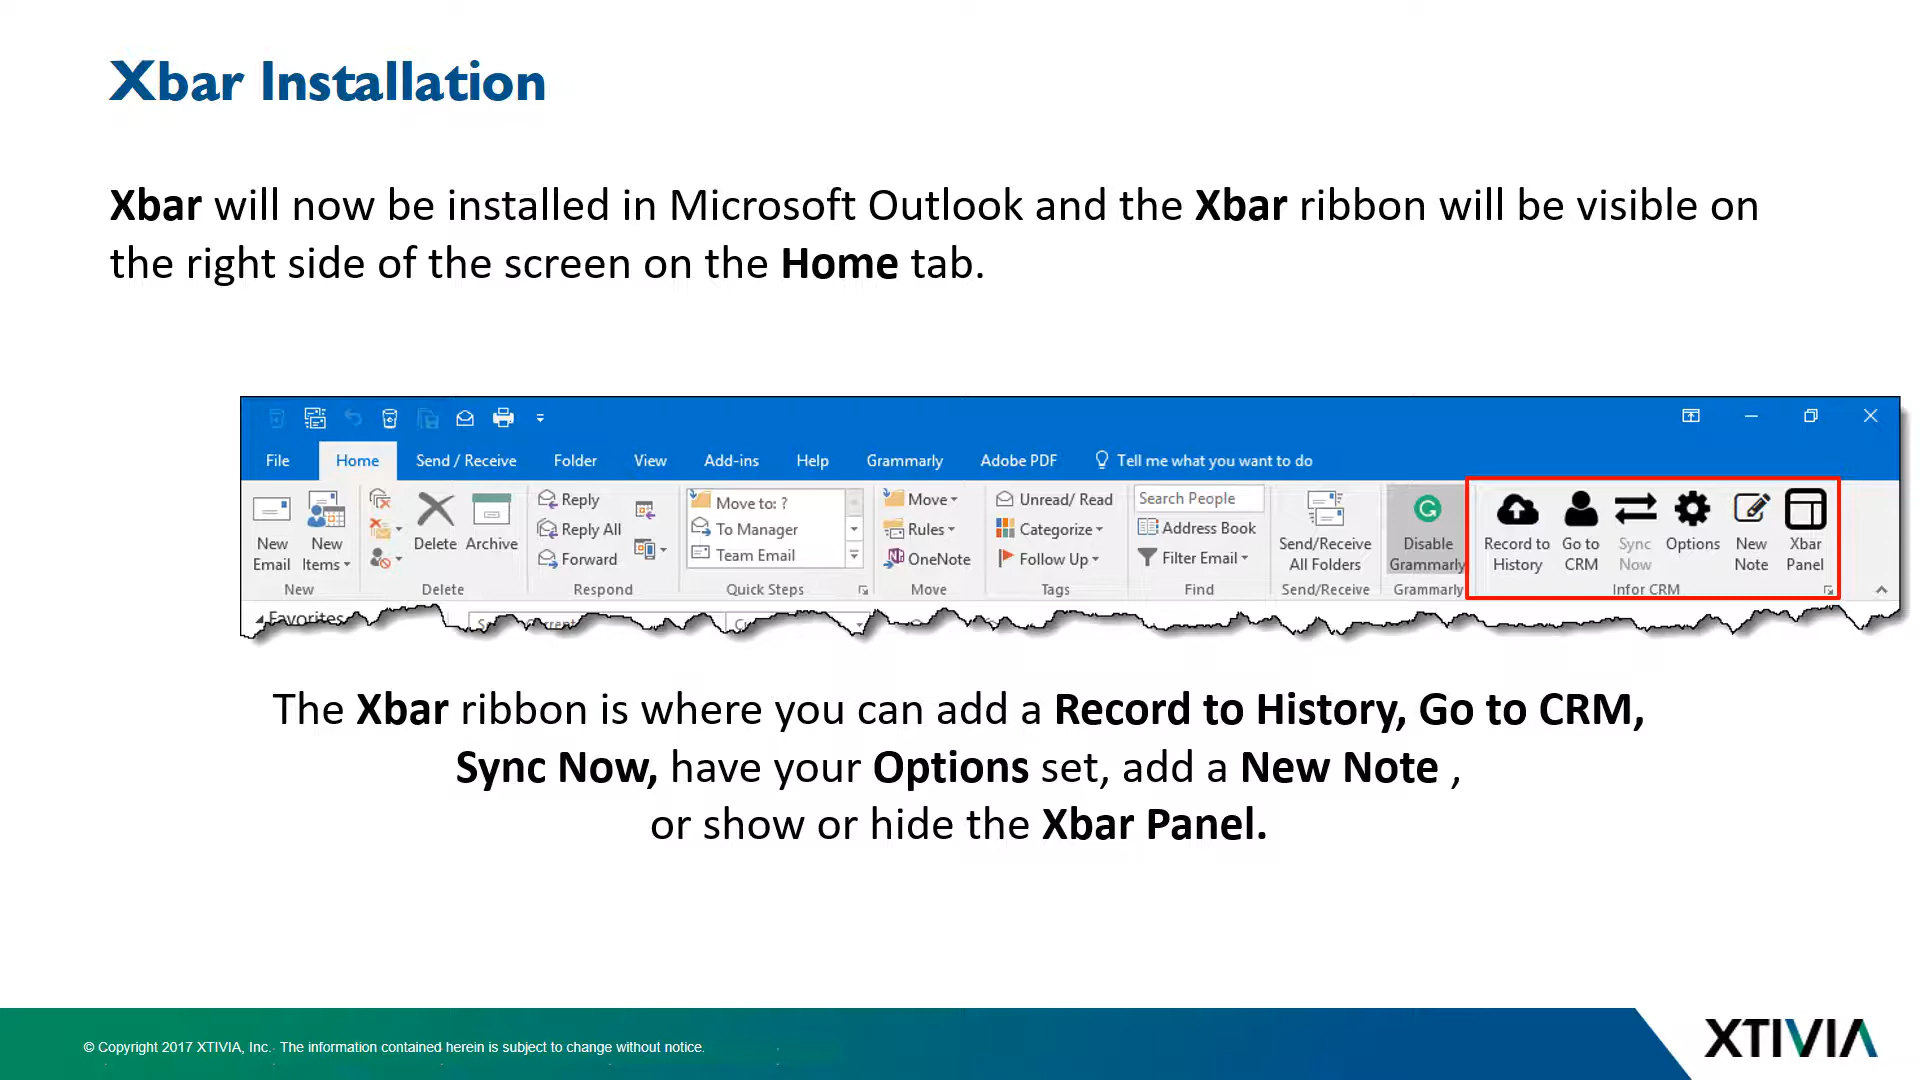 Xbar Installation
Xbar will now be installed in Microsoft Outlook and the Xbar ribbon will be visible on
the right side of the screen on the Home tab.
File Home Send / Receive Folder View Add-ins Help Grammarly Adobe PDF Tell me what you want to do
New Email
New Items
New
Delete
Archive
Delete
Reply
Reply All
Forward
Respond
Move to: ?
To Manager
Team Email
Quick Steps
Move
Rules
OneNote
Move
Unread/ Read
Categorize
Follow Up
Tags
Search People
Address Book
Filter Email
Find
Send/Receive
All Folders
Send/Receive
Disable
Grammarly
Grammarly
Record to
History
Go to
CRM
Sync
Now
Options
New
Note
Xbar
Panel
Infor CRM
Favorites
The Xbar ribbon is where you can add a Record to History, Go to CRM,
Sync Now, have your Options set, add a New Note ,
or show or hide the Xbar Panel.
© Copyright 2017 XTIVIA, Inc. The information contained herein is subject to change without notice.
XTIVIA